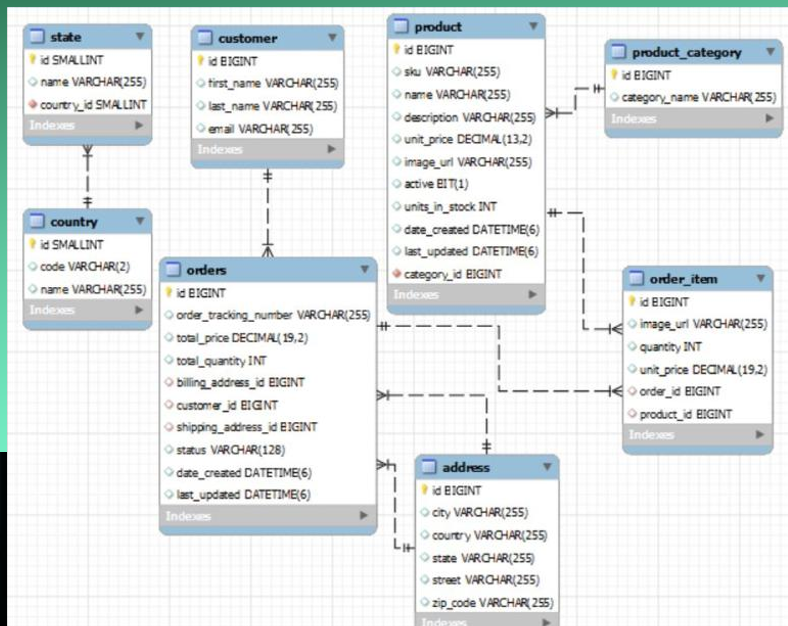 state
id SMALLINT
name VARCHAR(255)
country_id SMALLINT
Indexes
country
id SMALLINT
code VARCHAR(2)
name VARCHAR(255)
Indexes
customer
id BIGINT
first_name VARCHAR(255)
last_name VARCHAR(255)
email VARCHAR(255)
Indexes
orders
id BIGINT
order_tracking_number VARCHAR(255)
total_price DECIMAL(19,2)
total_quantity INT
billing_address_id BIGINT
customer_id BIGINT
shipping_address_id BIGINT
status VARCHAR(128)
date_created DATETIME(6)
last_updated DATETIME(6)
Indexes
product
id BIGINT
sku VARCHAR(255)
name VARCHAR(255)
description VARCHAR(255)
unit_price DECIMAL(13,2)
image_url VARCHAR(255)
active BIT(1)
units_in_stock INT
date_created DATETIME(6)
last_updated DATETIME(6)
category_id BIGINT
Indexes
product_category
id BIGINT
category_name VARCHAR(255)
Indexes
order_item
id BIGINT
image_url VARCHAR(255)
quantity INT
unit_price DECIMAL(19,2)
order_id BIGINT
product_id BIGINT
Indexes
address
id BIGINT
city VARCHAR(255)
country VARCHAR(255)
state VARCHAR(255)
street VARCHAR(255)
zip_code VARCHAR(255)
Indexes